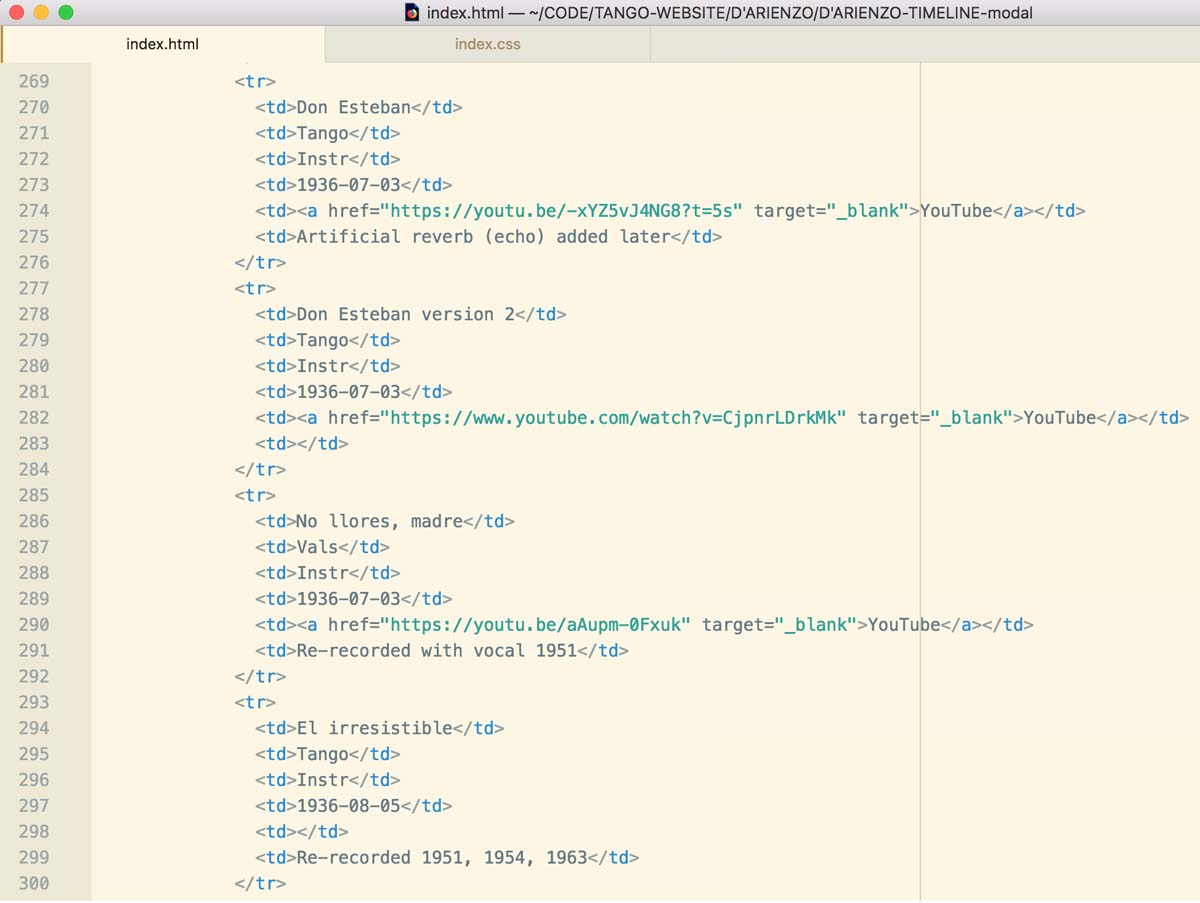 index.html — ~/CODE/TANGO-WEBSITE/D'ARIENZO/D'ARIENZO-TIMELINE-modal
index.html index.css
269 <tr>
270 <td>Don Esteban</td>
271 <td>Tango</td>
272 <td>Instr</td>
273 <td>1936-07-03</td>
274 <td><a href="https://youtu.be/-xYZ5vJ4NG8?t=5s" target="_blank">YouTube</a></td>
275 <td>Artificial reverb (echo) added later</td>
276 </tr>
277 <tr>
278 <td>Don Esteban version 2</td>
279 <td>Tango</td>
280 <td>Instr</td>
281 <td>1936-07-03</td>
282 <td><a href="https://www.youtube.com/watch?v=CjpnrLDrkMk" target="_blank">YouTube</a></td>
283 <td></td>
284 </tr>
285 <tr>
286 <td>No llores, madre</td>
287 <td>Vals</td>
288 <td>Instr</td>
289 <td>1936-07-03</td>
290 <td><a href="https://youtu.be/aAupm-0Fxuk" target="_blank">YouTube</a></td>
291 <td>Re-recorded with vocal 1951</td>
292 </tr>
293 <tr>
294 <td>El irresistible</td>
295 <td>Tango</td>
296 <td>Instr</td>
297 <td>1936-08-05</td>
298 <td></td>
299 <td>Re-recorded 1951, 1954, 1963</td>
300 </tr>